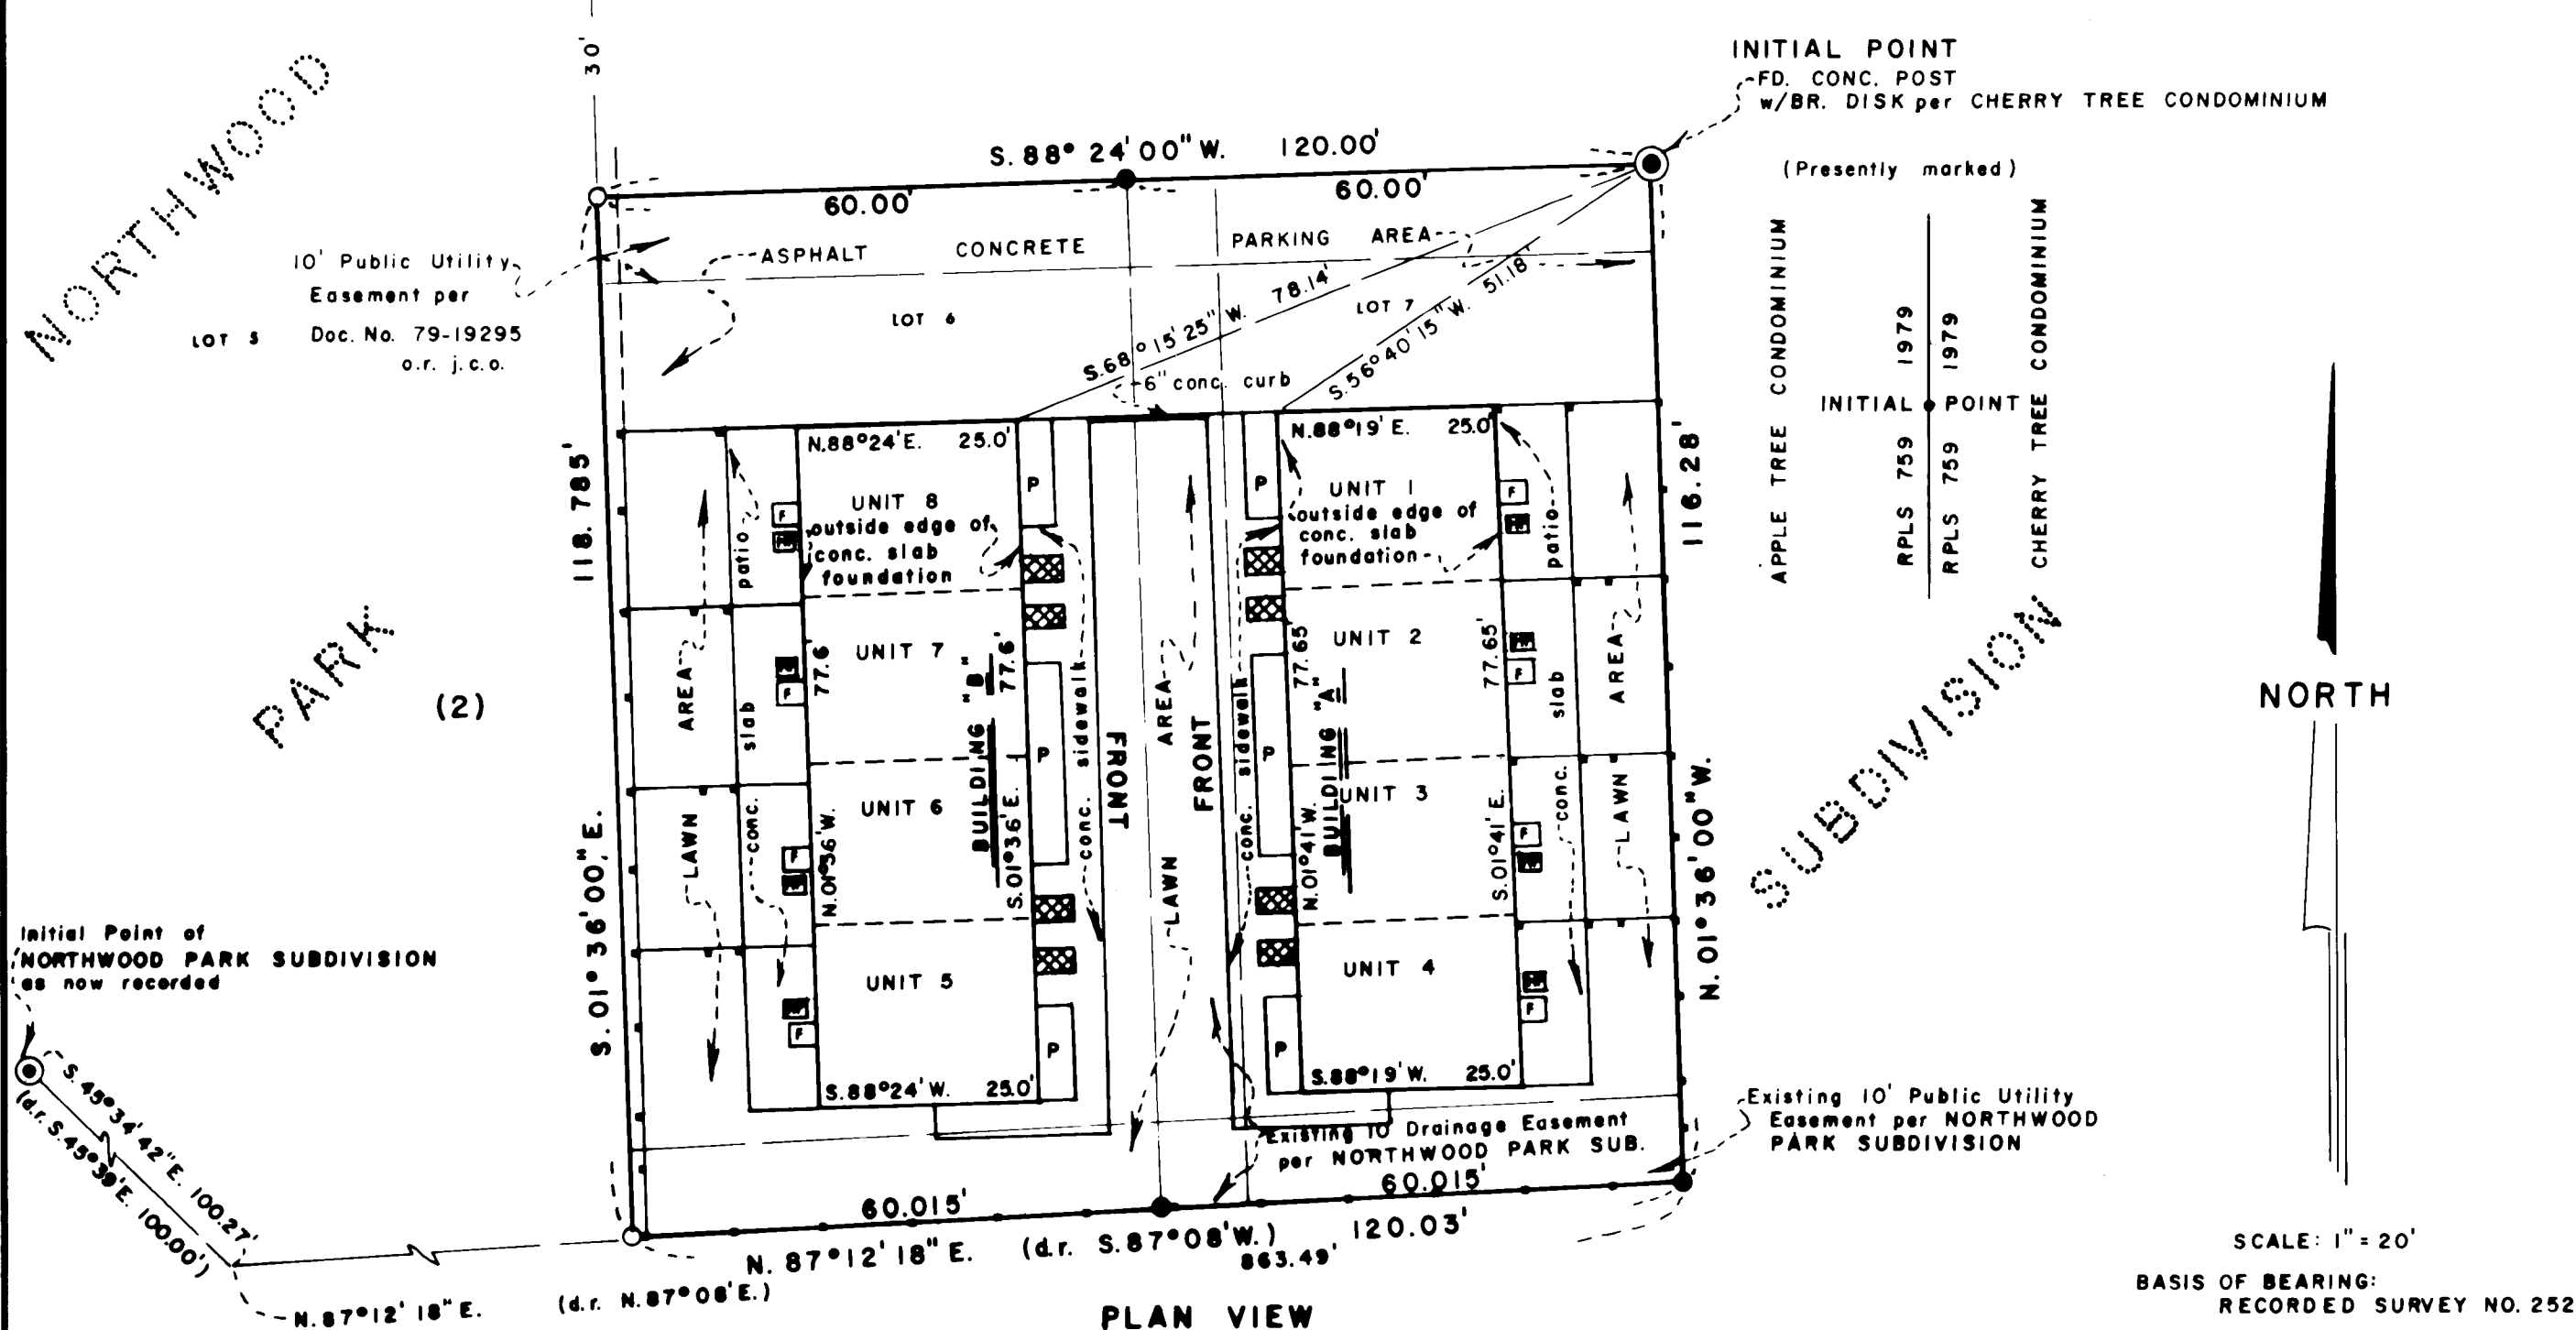 NORTHWOOD
PARK
SUBDIVISION
30'
INITIAL POINT
FD. CONC. POST
w/BR. DISK per CHERRY TREE CONDOMINIUM
(Presently marked)
APPLE TREE CONDOMINIUM
RPLS 759 1979
INITIAL POINT
RPLS 759 1979
CHERRY TREE CONDOMINIUM
S. 88° 24' 00" W. 120.00'
60.00'
60.00'
ASPHALT CONCRETE PARKING AREA
10' Public Utility
Easement per
Doc. No. 79-19295
o.r. j.c.o.
LOT 5
LOT 6
LOT 7
S.68°15'25" W. 78.14'
S.56°40'15" W. 51.18'
6" conc. curb
118.785'
S. 01° 36' 00" E.
116.28'
N. 01° 36' 00" W.
N.88°24'E. 25.0'
UNIT 8
outside edge of
conc. slab
foundation
UNIT 7
UNIT 6
UNIT 5
BUILDING "B"
77.6'
77.6'
N.01°36'W.
S.01°36'E.
S.88°24'W. 25.0'
N.88°19'E. 25.0'
UNIT 1
outside edge of
conc. slab
foundation
UNIT 2
UNIT 3
UNIT 4
BUILDING "A"
77.65'
77.65'
N.01°41'W.
S.01°41'E.
S.88°19'W. 25.0'
patio
slab
conc.
LAWN AREA
F
F
F
F
P
P
P
conc. sidewalk
FRONT
LAWN AREA
FRONT
conc. sidewalk
P
P
P
F
F
F
F
patio
slab
conc.
LAWN AREA
(2)
NORTH
Initial Point of
NORTHWOOD PARK SUBDIVISION
as now recorded
S.45°34'42"E. 100.27'
(d.r. S.45°39'E. 100.00')
N.87°12'18"E. (d.r. N.87°08'E.)
60.015'
60.015'
N. 87°12'18"E. (d.r. S.87°08'W.) 120.03'
863.49'
Existing 10' Drainage Easement
per NORTHWOOD PARK SUB.
Existing 10' Public Utility
Easement per NORTHWOOD
PARK SUBDIVISION
PLAN VIEW
SCALE: 1" = 20'
BASIS OF BEARING:
RECORDED SURVEY NO. 252